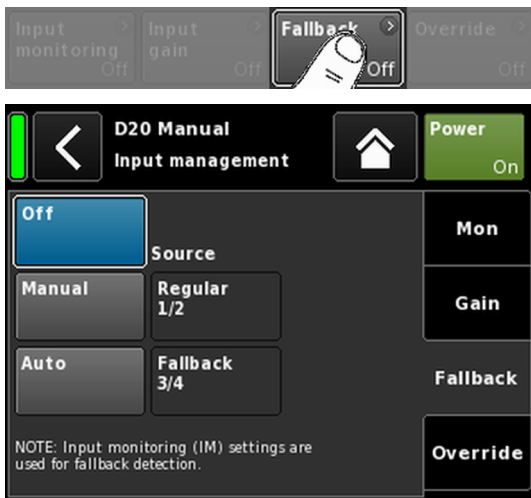 Input monitoring Off
Input gain Off
Fallback Off
Override Off
D20 Manual
Input management
Power
On
Off
Source
Mon
Manual
Regular
1/2
Gain
Auto
Fallback
3/4
Fallback
NOTE: Input monitoring (IM) settings are
used for fallback detection.
Override